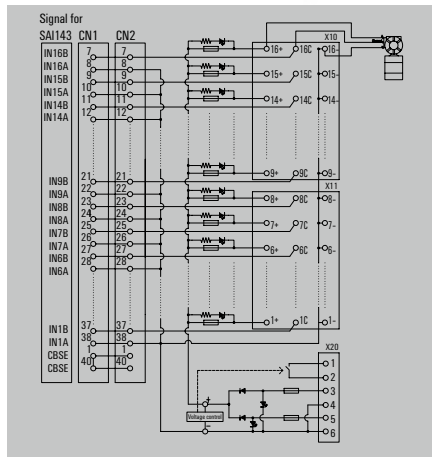 Signal for
SAI143 CN1 CN2
X10
IN16B 7 7 16+ 16C 16-
IN16A 8 8
IN15B 9 9 15+ 15C 15-
IN15A 10 10
IN14B 11 11 14+ 14C 14-
IN14A 12 12
IN9B 21 21 9+ 9C 9-
IN9A 22 22
X11
IN8B 23 23 8+ 8C 8-
IN8A 24 24
IN7B 25 25 7+ 7C 7-
IN7A 26 26
IN6B 27 27 6+ 6C 6-
IN6A 28 28
IN1B 37 37 1+ 1C 1-
IN1A 38 38
CBSE 1 1
CBSE 40 40
X20
1
2
3
+ 4
Voltage control 5
– 6